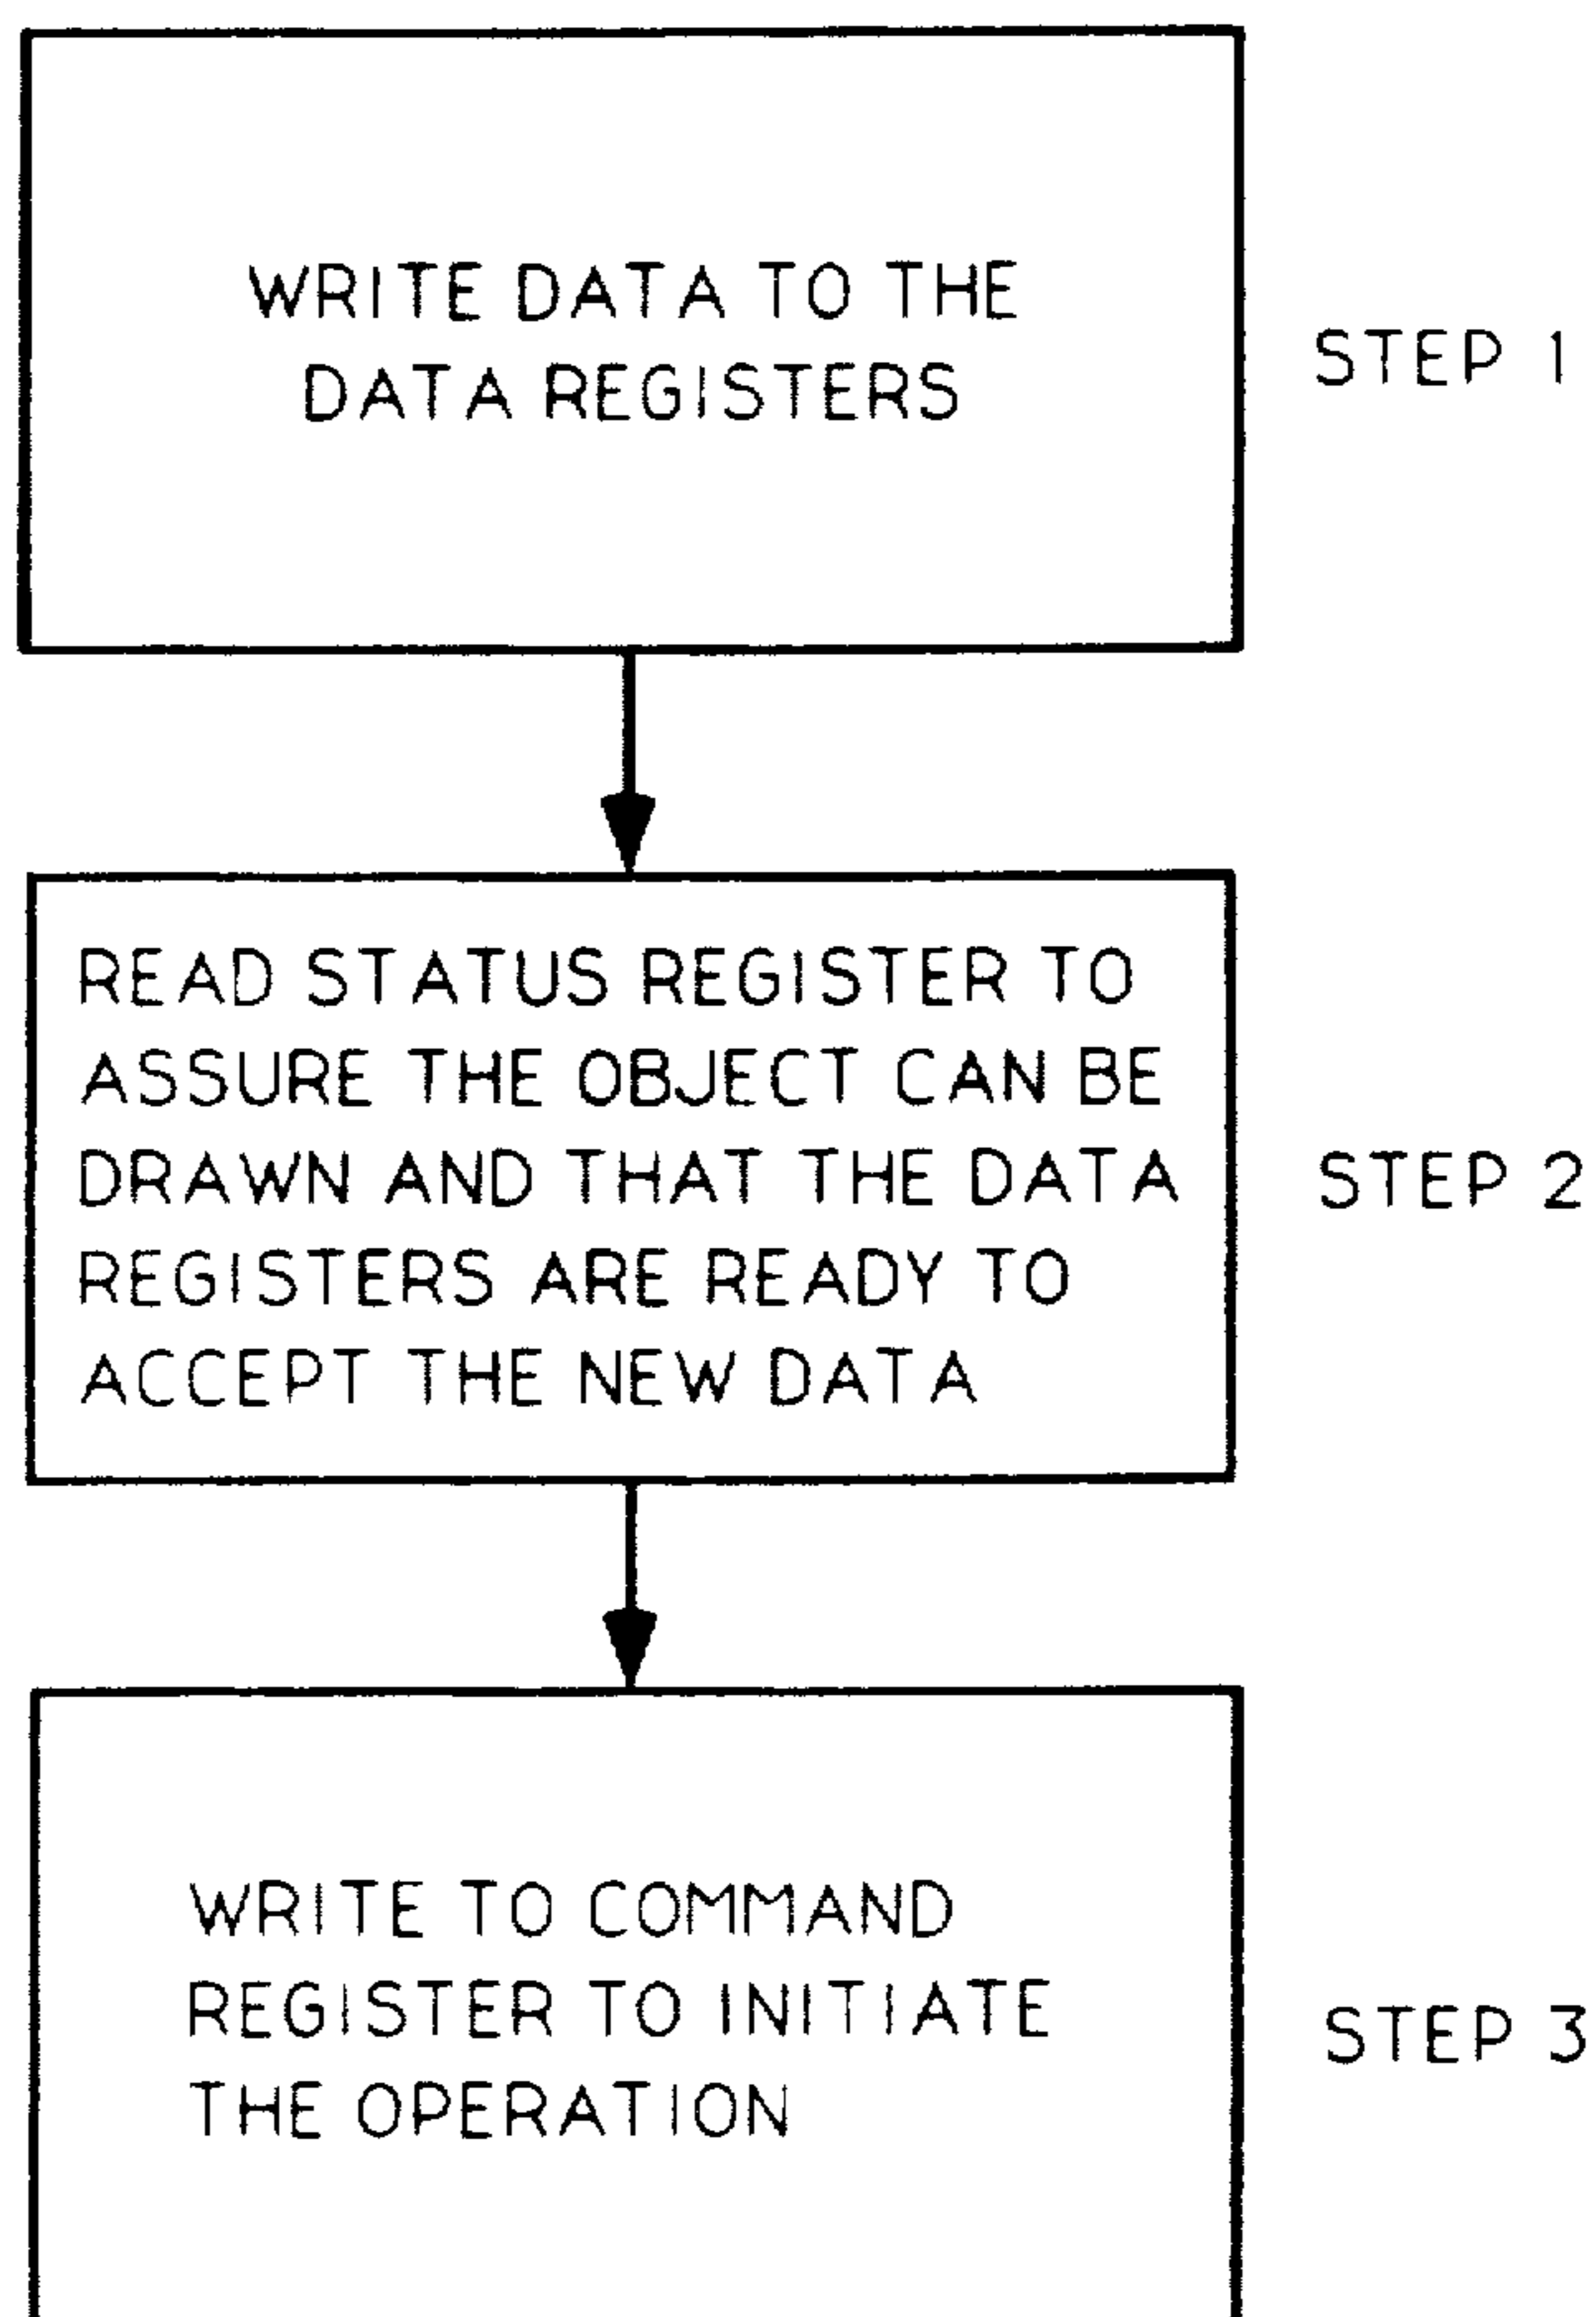 WRITE DATA TO THE
DATA REGISTERS
STEP 1
READ STATUS REGISTER TO
ASSURE THE OBJECT CAN BE
DRAWN AND THAT THE DATA
REGISTERS ARE READY TO
ACCEPT THE NEW DATA
STEP 2
WRITE TO COMMAND
REGISTER TO INITIATE
THE OPERATION
STEP 3